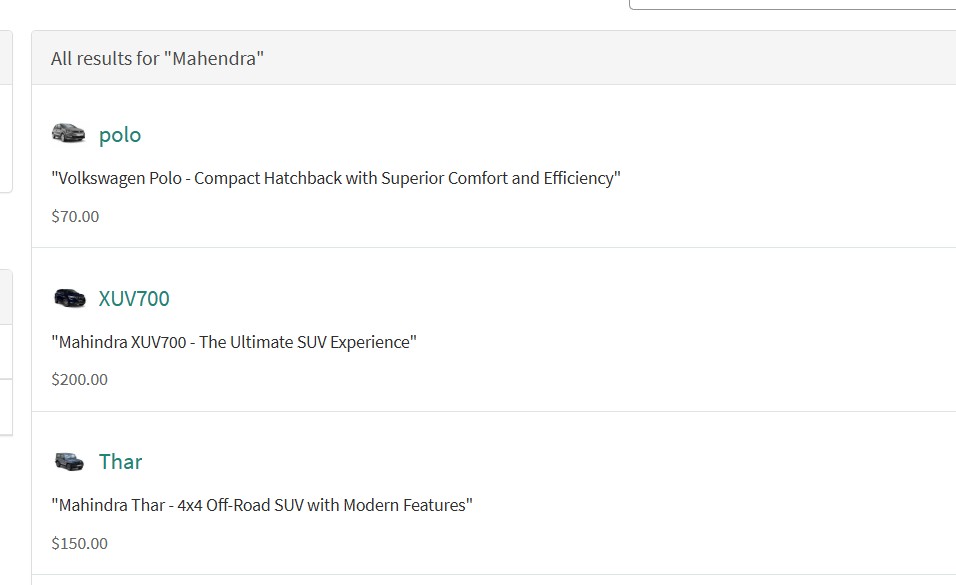 All results for "Mahendra"
polo
"Volkswagen Polo - Compact Hatchback with Superior Comfort and Efficiency"
$70.00
XUV700
"Mahindra XUV700 - The Ultimate SUV Experience"
$200.00
Thar
"Mahindra Thar - 4x4 Off-Road SUV with Modern Features"
$150.00